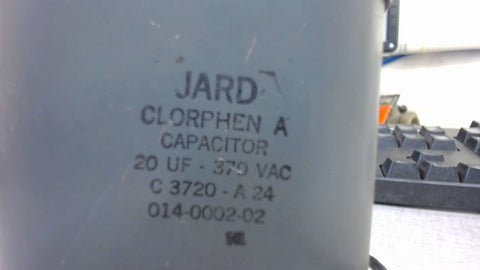 JARD
CLORPHEN A
CAPACITOR
20 UF - 370 VAC
C 3720 - A 24
014-0002-02